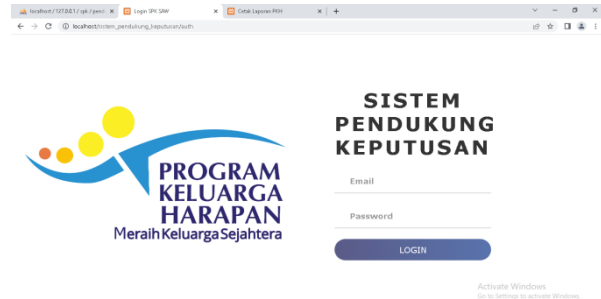 localhost / 127.0.0.1 / spk / pend
Login SPK SAW
Cetak Laporan PKH
localhost/sistem_pendukung_keputusan/auth
PROGRAM
KELUARGA
HARAPAN
Meraih Keluarga Sejahtera
SISTEM
PENDUKUNG
KEPUTUSAN
Email
Password
LOGIN
Activate Windows
Go to Settings to activate Windows.